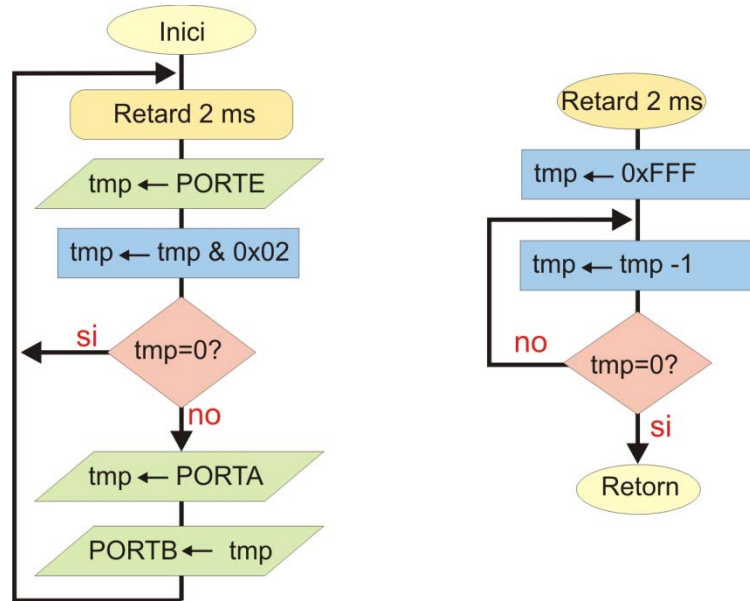 Inici
Retard 2 ms
tmp ← PORTE
tmp ← tmp & 0x02
si
tmp=0?
no
tmp ← PORTA
PORTB ← tmp
Retard 2 ms
tmp ← 0xFFF
tmp ← tmp -1
no
tmp=0?
si
Retorn